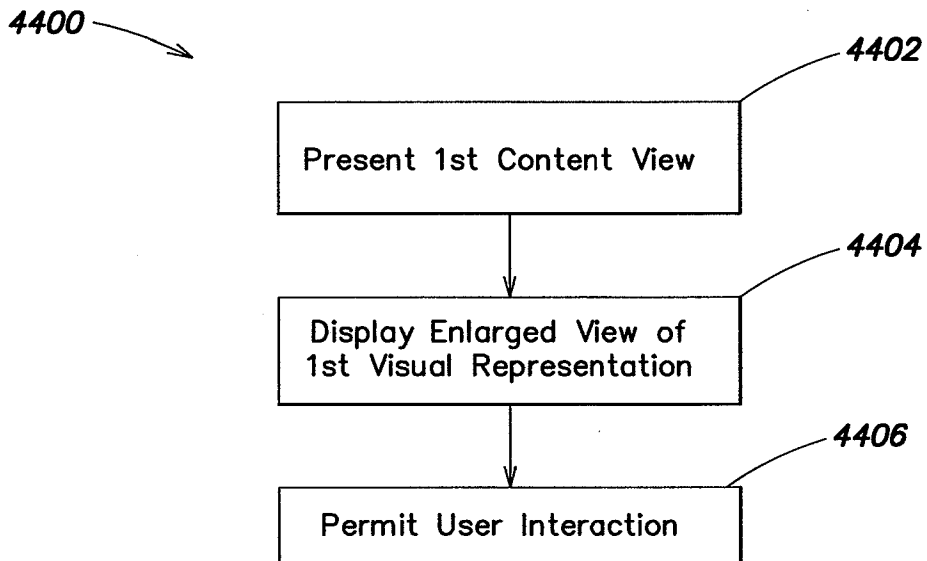 4400
4402
Present 1st Content View
4404
Display Enlarged View of
1st Visual Representation
4406
Permit User Interaction